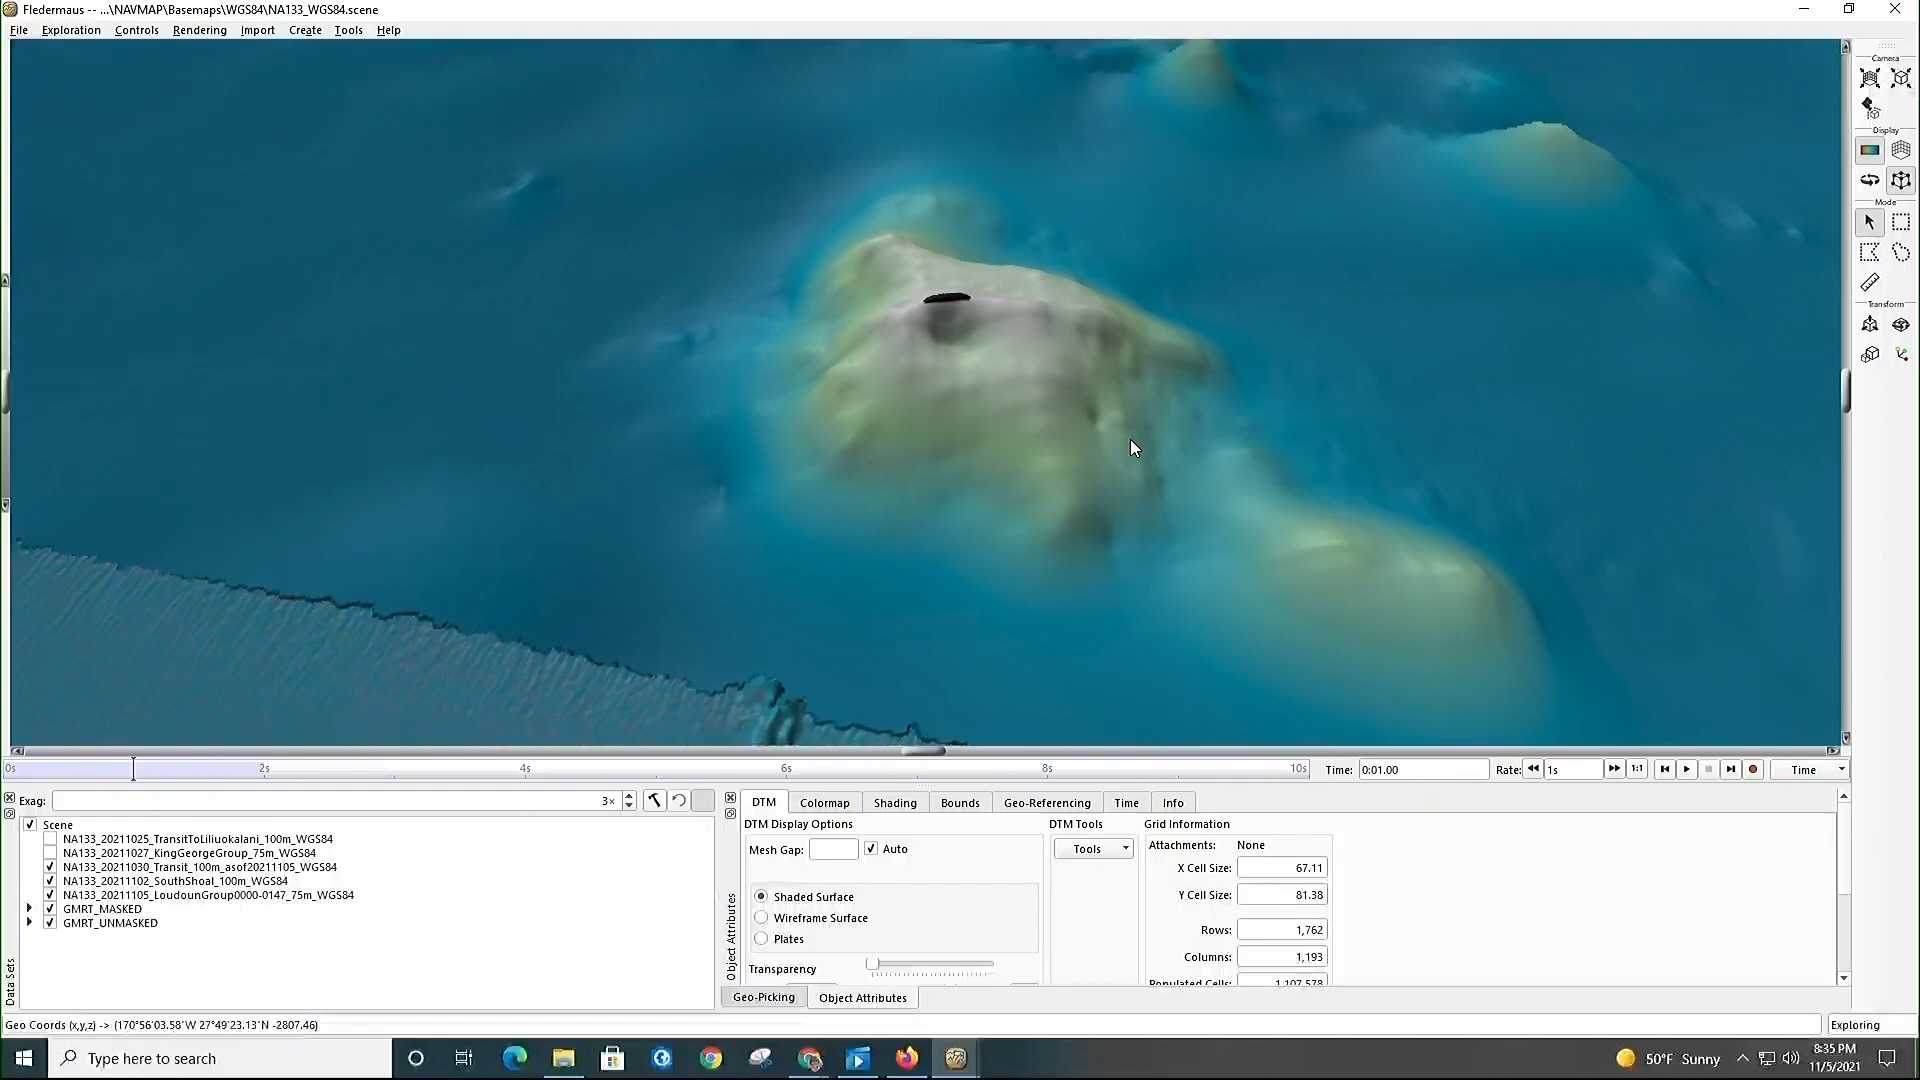 Fledermaus -- ...\NAVMAP\Basemaps\WGS84\NA133_WGS84.scene
File Exploration Controls Rendering Import Create Tools Help
Camera
Display
Mode
Transform
0s 2s 4s 6s 8s 10s Time: 0:01.00 Rate: 1s 1:1 Time
Exag: 3×
Scene
NA133_20211025_TransitToLiliuokalani_100m_WGS84
NA133_20211027_KingGeorgeGroup_75m_WGS84
NA133_20211030_Transit_100m_asof20211105_WGS84
NA133_20211102_SouthShoal_100m_WGS84
NA133_20211105_LoudounGroup0000-0147_75m_WGS84
GMRT_MASKED
GMRT_UNMASKED
Data Sets
Object Attributes
DTM Colormap Shading Bounds Geo-Referencing Time Info
DTM Display Options DTM Tools Grid Information
Mesh Gap: Auto
Tools
Attachments: None
X Cell Size: 67.11
Y Cell Size: 81.38
Rows: 1,762
Columns: 1,193
Populated Cells: 1,107,578
Shaded Surface
Wireframe Surface
Plates
Transparency
Geo-Picking Object Attributes
Geo Coords (x,y,z) -> (170°56'03.58"W 27°49'23.13"N -2807.46)
Exploring
Type here to search
50°F Sunny
8:35 PM
11/5/2021